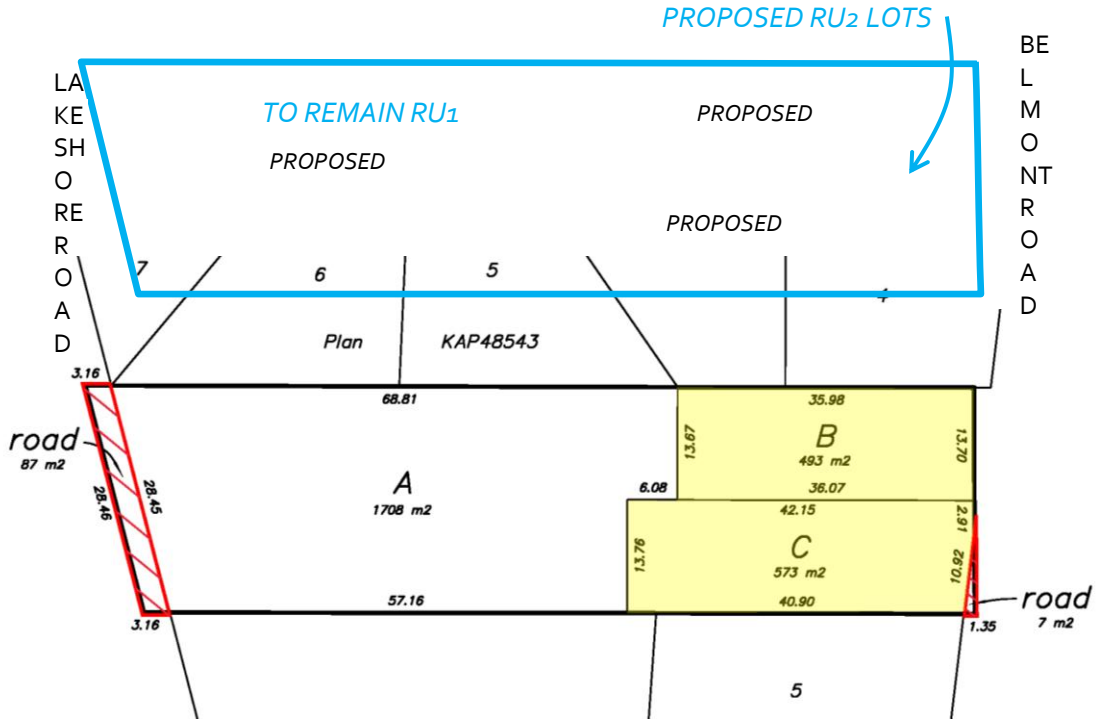 PROPOSED RU2 LOTS
BE
L
M
O
NT
R
O
A
D
LA
KE
SH
O
RE
R
O
A
D
TO REMAIN RU1
PROPOSED
PROPOSED
PROPOSED
7
6
5
4
Plan
KAP48543
3.16
68.81
35.98
road
87 m2
28.46
28.45
A
1708 m2
13.67
B
493 m2
13.70
6.08
36.07
42.15
2.91
13.76
C
573 m2
10.92
57.16
40.90
3.16
1.35
road
7 m2
5